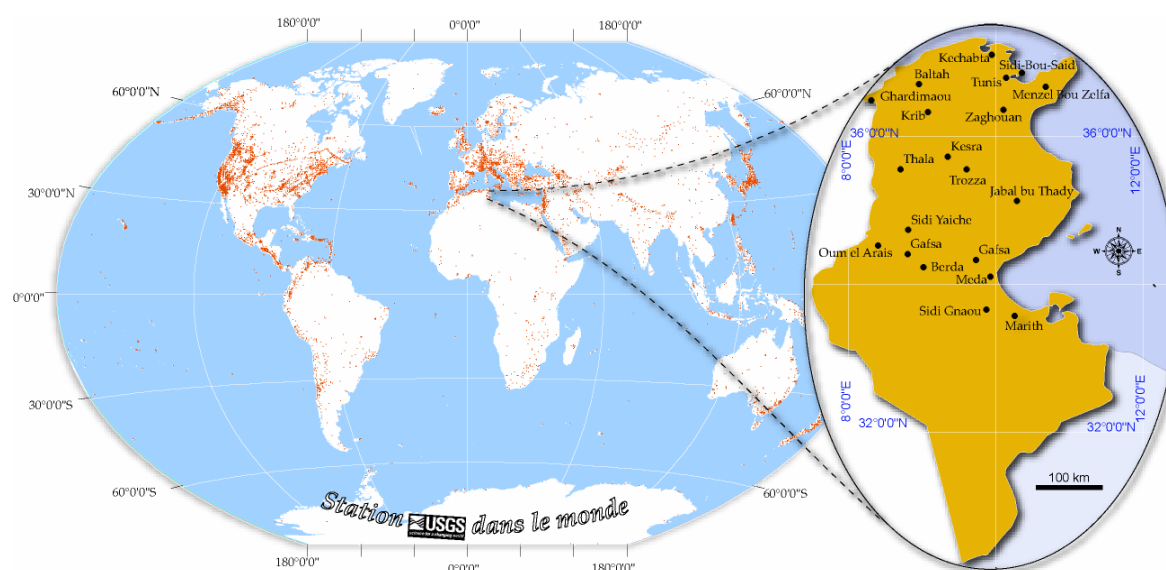 180°0'0"
0°0'0"
180°0'0"
60°0'0"N
60°0'0"N
30°0'0"N
0°0'0"
30°0'0"S
60°0'0"S
60°0'0"S
180°0'0"
0°0'0"
180°0'0"
Station USGS dans le monde
science for a changing world
Kechabta
Sidi-Bou-Said
Baltah
Tunis
Ghardimaou
Menzel Bou Zelfa
Krib
Zaghouan
36°0'0"N
36°0'0"N
8°0'0"E
12°0'0"E
Kesra
Thala
Trozza
Jabal bu Thady
Sidi Yaiche
Oum el Arais
Gafsa
Gafsa
Berda
Meda
N
W
E
S
Sidi Gnaou
Marith
8°0'0"E
12°0'0"E
32°0'0"N
32°0'0"N
100 km